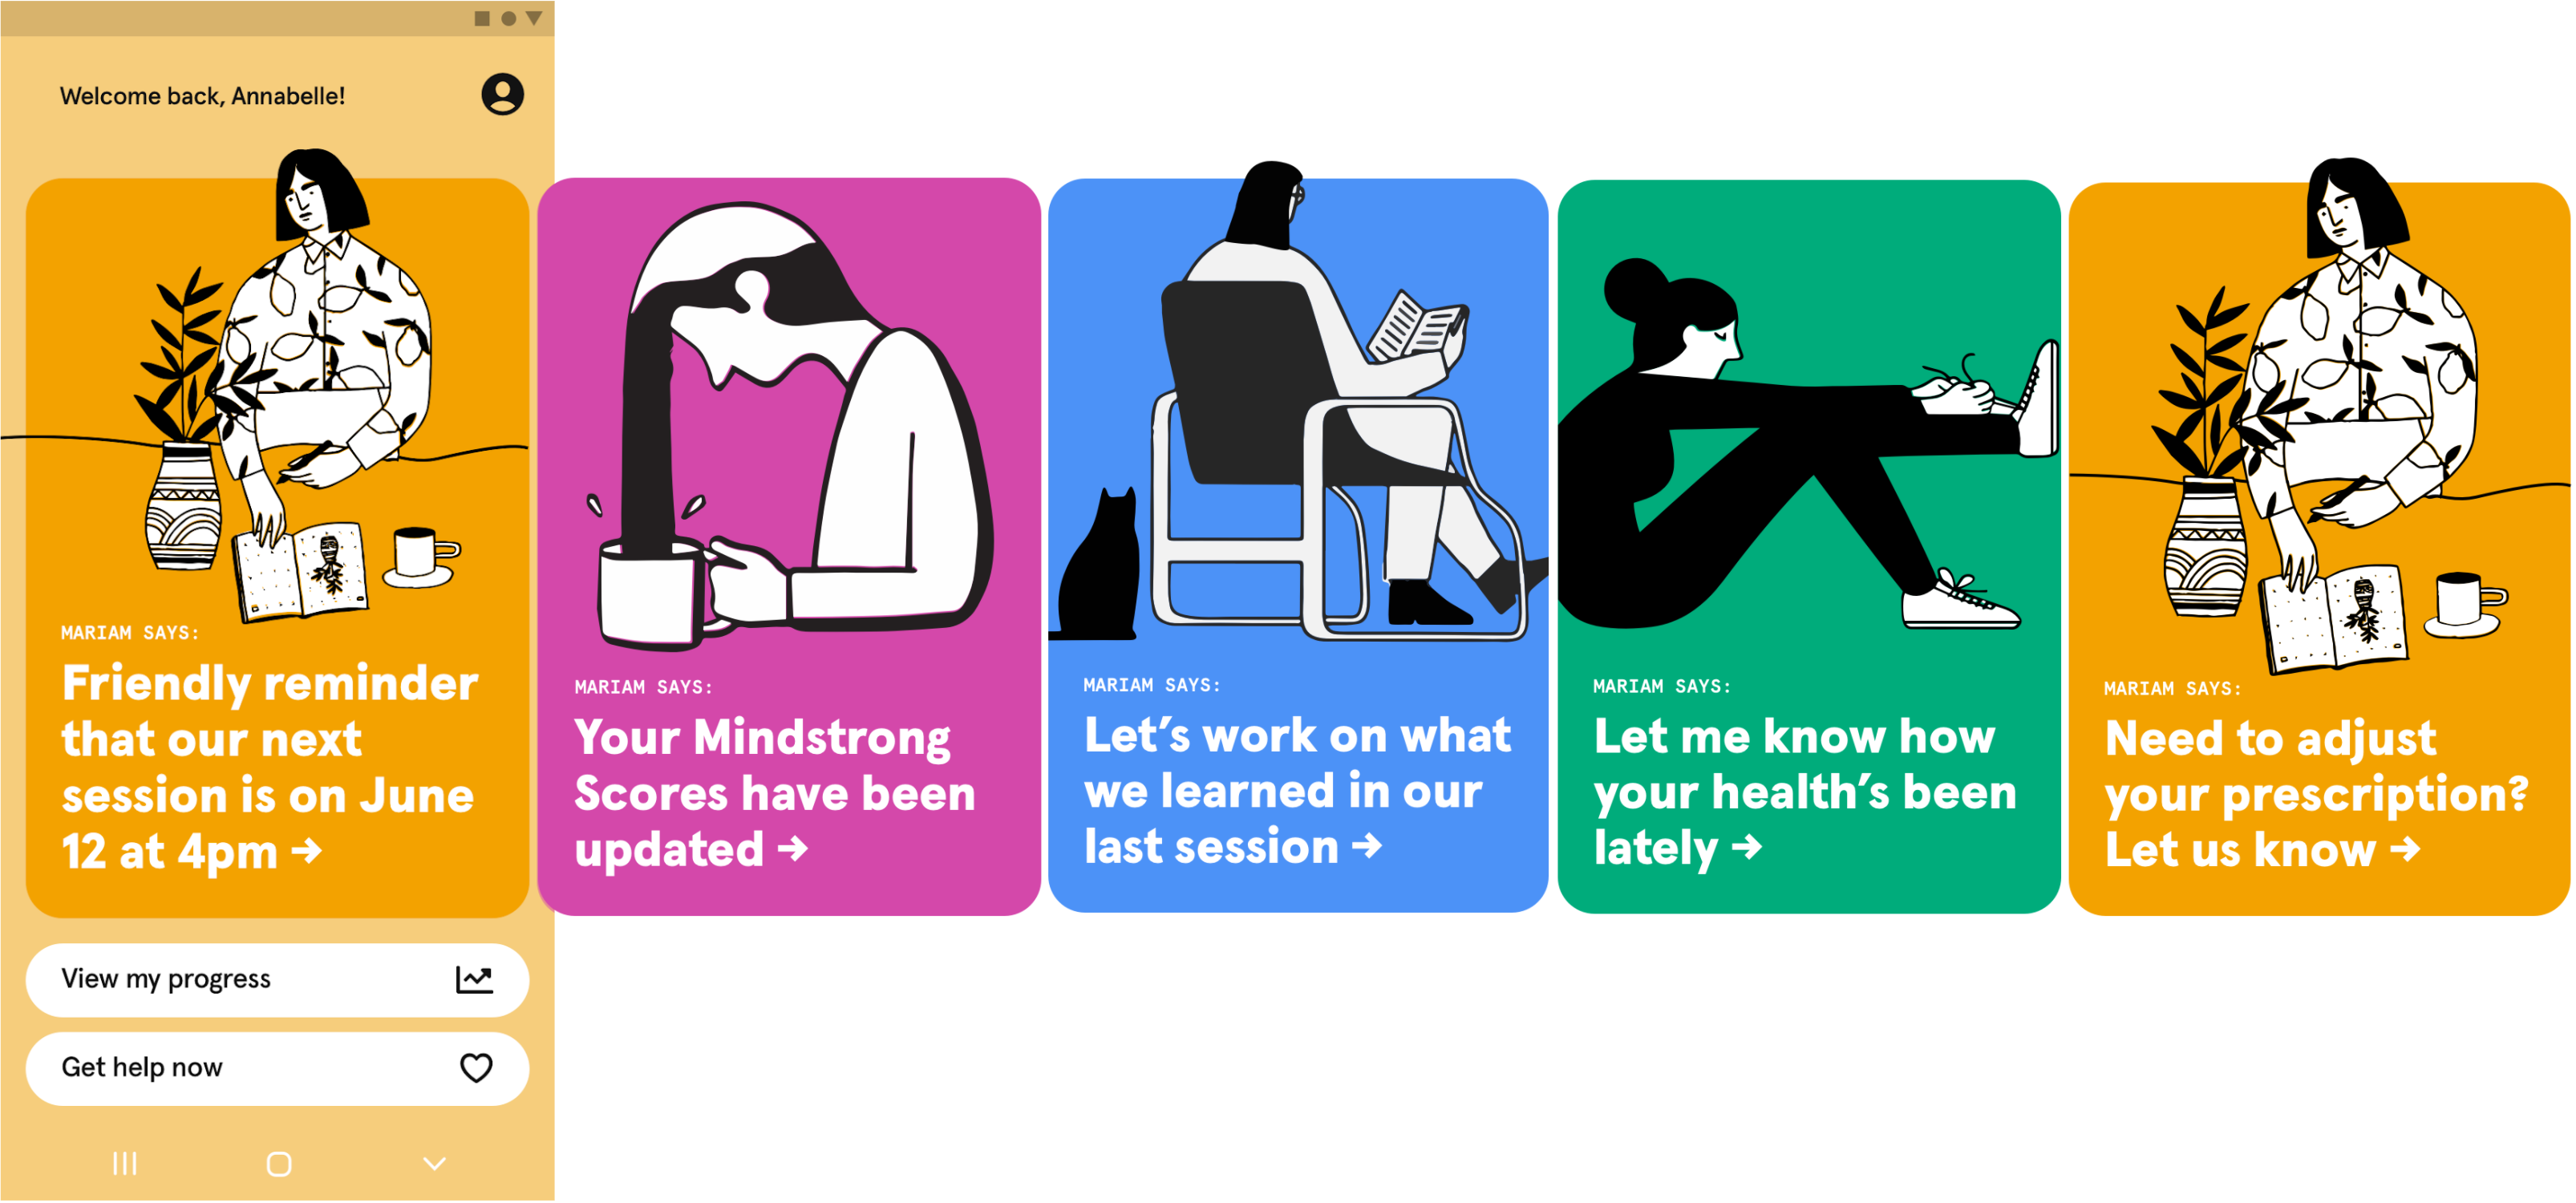 Welcome back, Annabelle!
MARIAM SAYS:
Friendly reminder
that our next
session is on June
12 at 4pm →
View my progress
Get help now
MARIAM SAYS:
Your Mindstrong
Scores have been
updated →
MARIAM SAYS:
Let’s work on what
we learned in our
last session →
MARIAM SAYS:
Let me know how
your health’s been
lately →
MARIAM SAYS:
Need to adjust
your prescription?
Let us know →